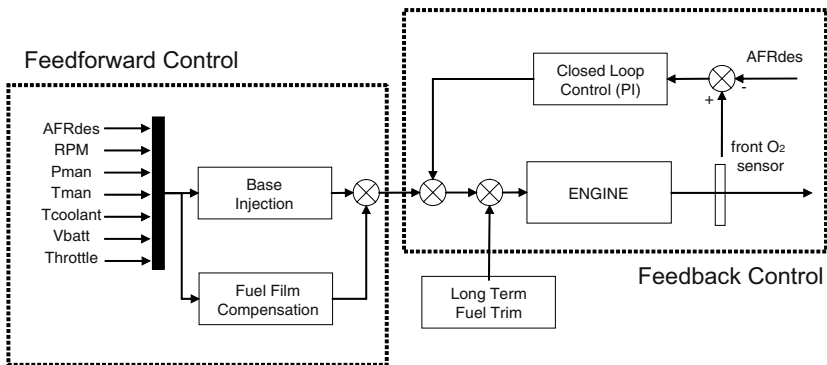 Feedforward Control
AFRdes
RPM
Pman
Tman
Tcoolant
Vbatt
Throttle
Base
Injection
Fuel Film
Compensation
Closed Loop
Control (PI)
AFRdes
+
-
front O2
sensor
ENGINE
Long Term
Fuel Trim
Feedback Control